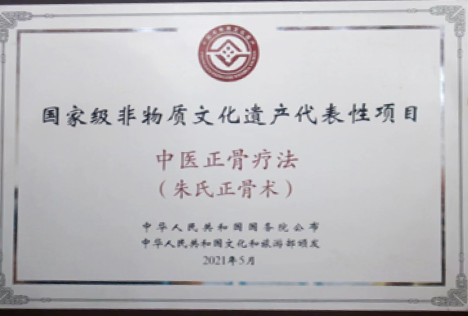 国家级非物质文化遗产代表性项目
中医正骨疗法
（朱氏正骨术）
中华人民共和国国务院公布
中华人民共和国文化和旅游部颁发
2021年5月